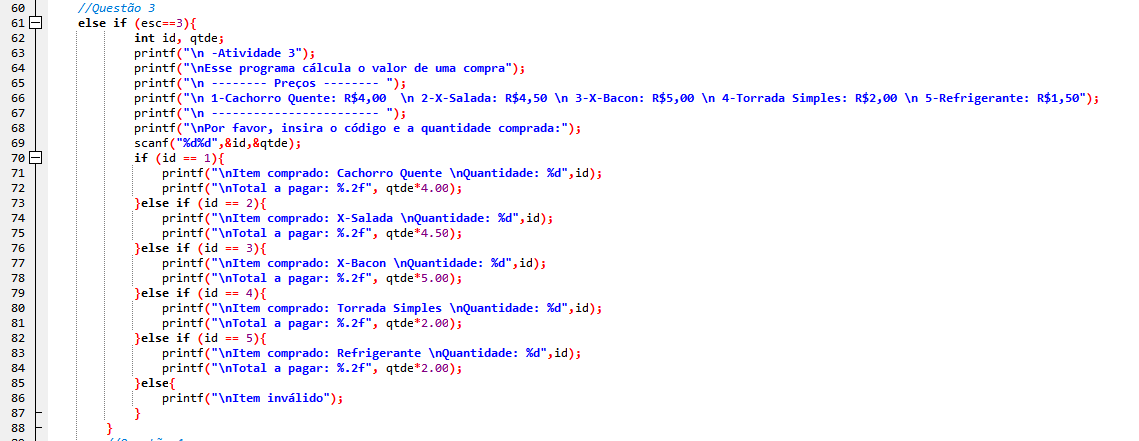 60 //Questão 3
61 else if (esc==3){
62 int id, qtde;
63 printf("\n -Atividade 3");
64 printf("\nEsse programa cálcula o valor de uma compra");
65 printf("\n -------- Preços -------- ");
66 printf("\n 1-Cachorro Quente: R$4,00  \n 2-X-Salada: R$4,50 \n 3-X-Bacon: R$5,00 \n 4-Torrada Simples: R$2,00 \n 5-Refrigerante: R$1,50");
67 printf("\n ------------------------ ");
68 printf("\nPor favor, insira o código e a quantidade comprada:");
69 scanf("%d%d",&id,&qtde);
70 if (id == 1){
71 printf("\nItem comprado: Cachorro Quente \nQuantidade: %d",id);
72 printf("\nTotal a pagar: %.2f", qtde*4.00);
73 }else if (id == 2){
74 printf("\nItem comprado: X-Salada \nQuantidade: %d",id);
75 printf("\nTotal a pagar: %.2f", qtde*4.50);
76 }else if (id == 3){
77 printf("\nItem comprado: X-Bacon \nQuantidade: %d",id);
78 printf("\nTotal a pagar: %.2f", qtde*5.00);
79 }else if (id == 4){
80 printf("\nItem comprado: Torrada Simples \nQuantidade: %d",id);
81 printf("\nTotal a pagar: %.2f", qtde*2.00);
82 }else if (id == 5){
83 printf("\nItem comprado: Refrigerante \nQuantidade: %d",id);
84 printf("\nTotal a pagar: %.2f", qtde*2.00);
85 }else{
86 printf("\nItem inválido");
87 }
88 }